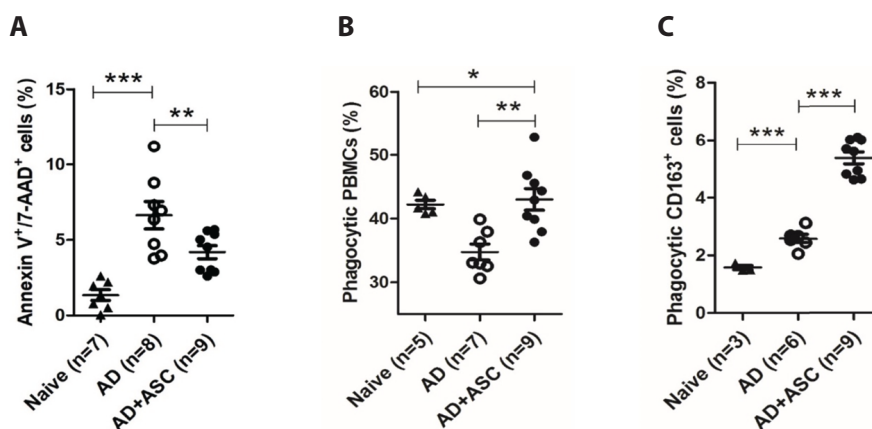 A
Annexin V⁺/7-AAD⁺ cells (%)
15
10
5
0
***
**
Naive (n=7)
AD (n=8)
AD+ASC (n=9)
B
Phagocytic PBMCs (%)
60
50
40
30
*
**
Naive (n=5)
AD (n=7)
AD+ASC (n=9)
C
Phagocytic CD163⁺ cells (%)
8
6
4
2
0
***
***
Naive (n=3)
AD (n=6)
AD+ASC (n=9)